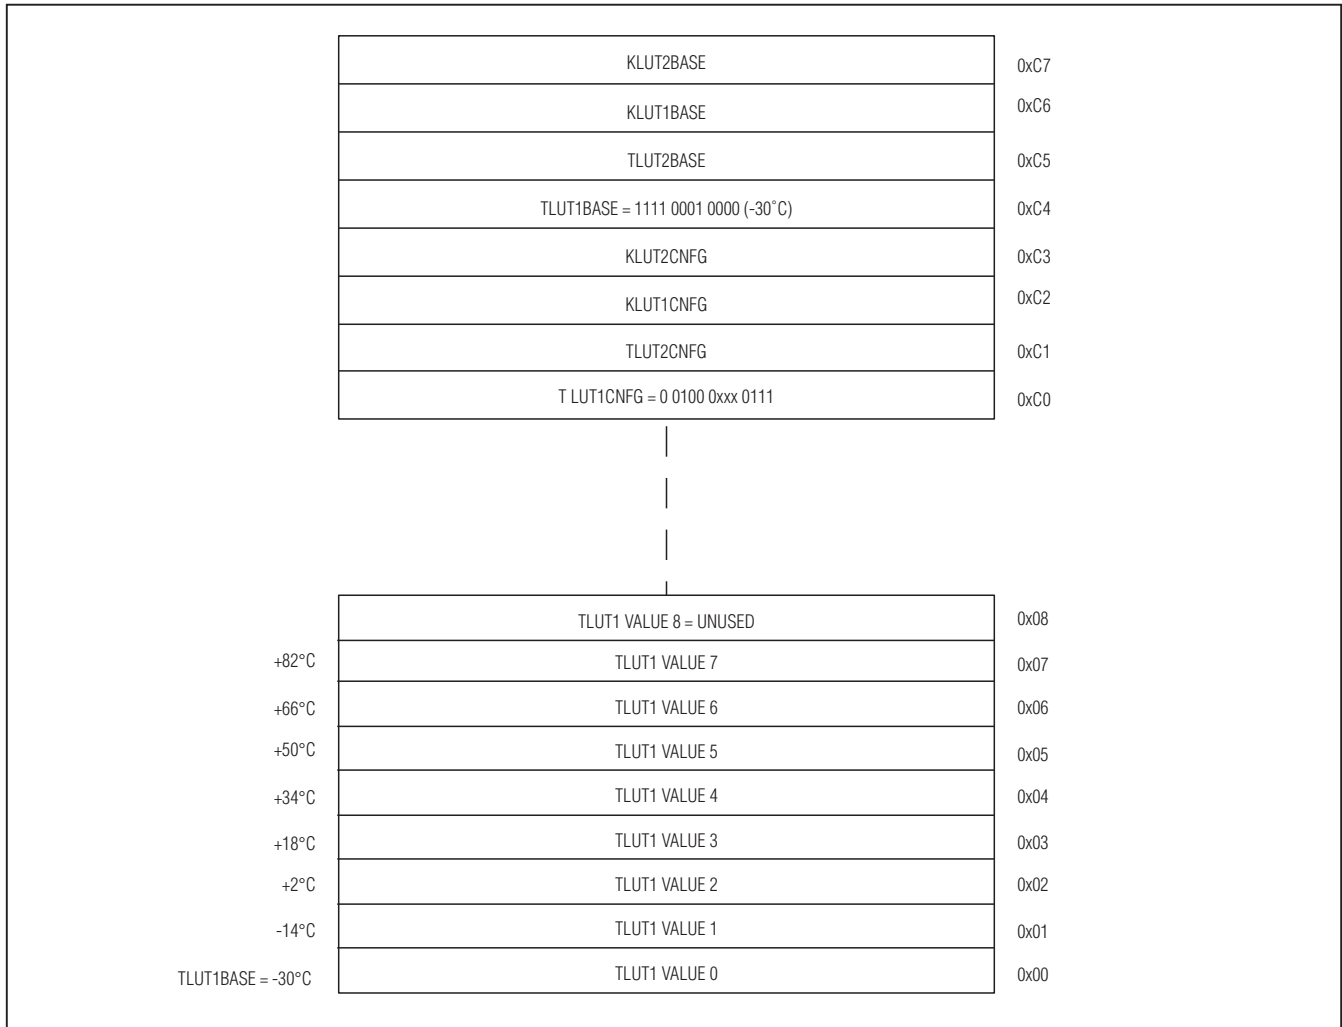 KLUT2BASE 0xC7
KLUT1BASE 0xC6
TLUT2BASE 0xC5
TLUT1BASE = 1111 0001 0000 (-30˚C) 0xC4
KLUT2CNFG 0xC3
KLUT1CNFG 0xC2
TLUT2CNFG 0xC1
T LUT1CNFG = 0 0100 0xxx 0111 0xC0
TLUT1 VALUE 8 = UNUSED 0x08
+82°C TLUT1 VALUE 7 0x07
+66°C TLUT1 VALUE 6 0x06
+50°C TLUT1 VALUE 5 0x05
+34°C TLUT1 VALUE 4 0x04
+18°C TLUT1 VALUE 3 0x03
+2°C TLUT1 VALUE 2 0x02
-14°C TLUT1 VALUE 1 0x01
TLUT1BASE = -30°C TLUT1 VALUE 0 0x00